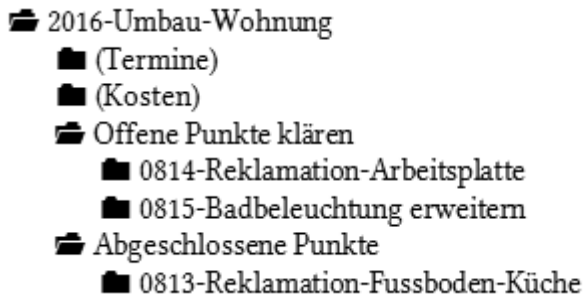 2016-Umbau-Wohnung
(Termine)
(Kosten)
Offene Punkte klären
0814-Reklamation-Arbeitsplatte
0815-Badbeleuchtung erweitern
Abgeschlossene Punkte
0813-Reklamation-Fussboden-Küche